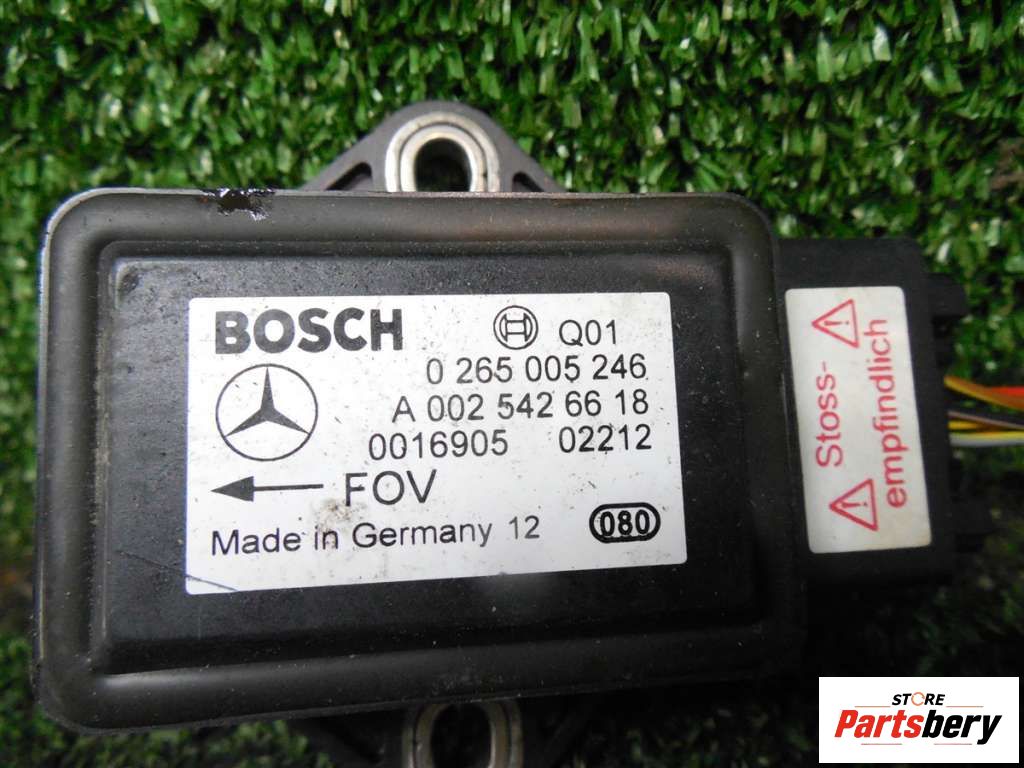 BOSCH Q01
0 265 005 246
A 002 542 66 18
0016905 02212
FOV
Made in Germany 12 080
Stoss-
empfindlich
STORE
Partsbery